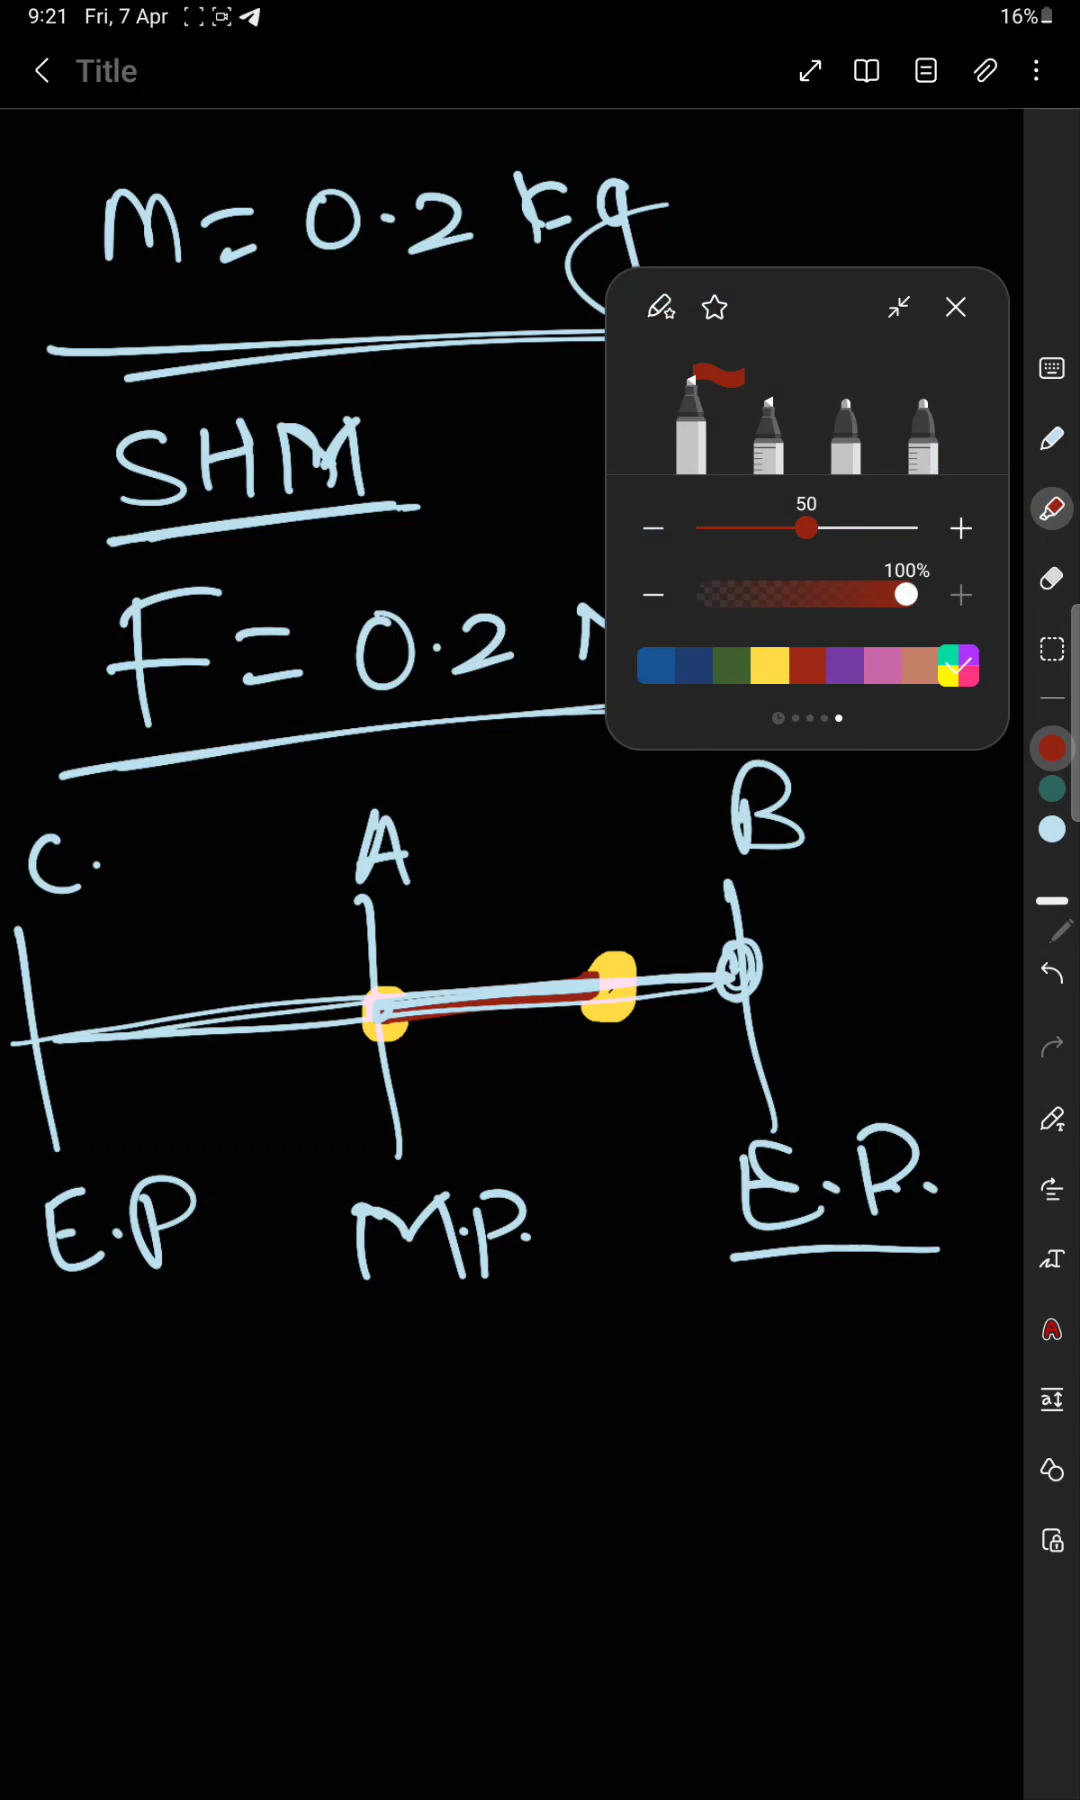 9:21 Fri, 7 Apr 16%
Title
M = 0.2 kg
SHM
50
100%
F = 0.2 N
C. A B
E.P M.P. E.P.